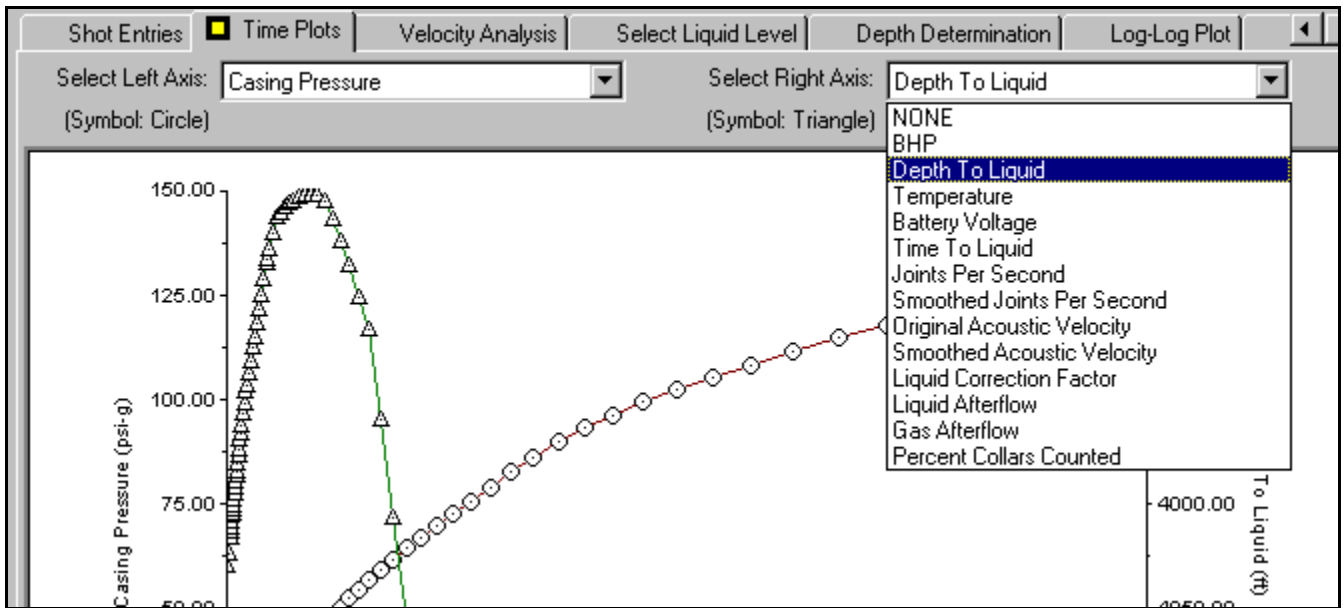 Shot Entries Time Plots Velocity Analysis Select Liquid Level Depth Determination Log-Log Plot
Select Left Axis: Casing Pressure Select Right Axis: Depth To Liquid
(Symbol: Circle) (Symbol: Triangle)
NONE
BHP
Depth To Liquid
Temperature
Battery Voltage
Time To Liquid
Joints Per Second
Smoothed Joints Per Second
Original Acoustic Velocity
Smoothed Acoustic Velocity
Liquid Correction Factor
Liquid Afterflow
Gas Afterflow
Percent Collars Counted
150.00
125.00
100.00
75.00
50.00
Casing Pressure (psi-g)
4000.00
4050.00
To Liquid (ft)